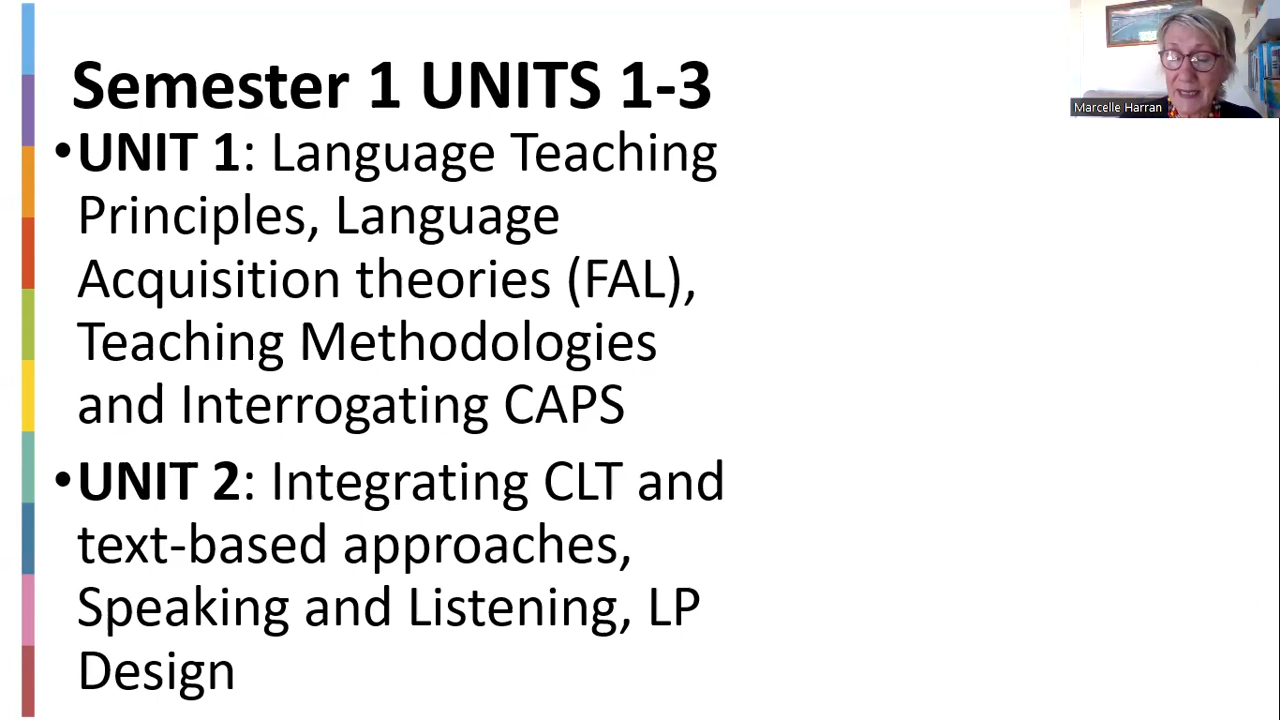 Semester 1 UNITS 1-3
•UNIT 1: Language Teaching
Principles, Language
Acquisition theories (FAL),
Teaching Methodologies
and Interrogating CAPS
•UNIT 2: Integrating CLT and
text-based approaches,
Speaking and Listening, LP
Design
Marcelle Harran